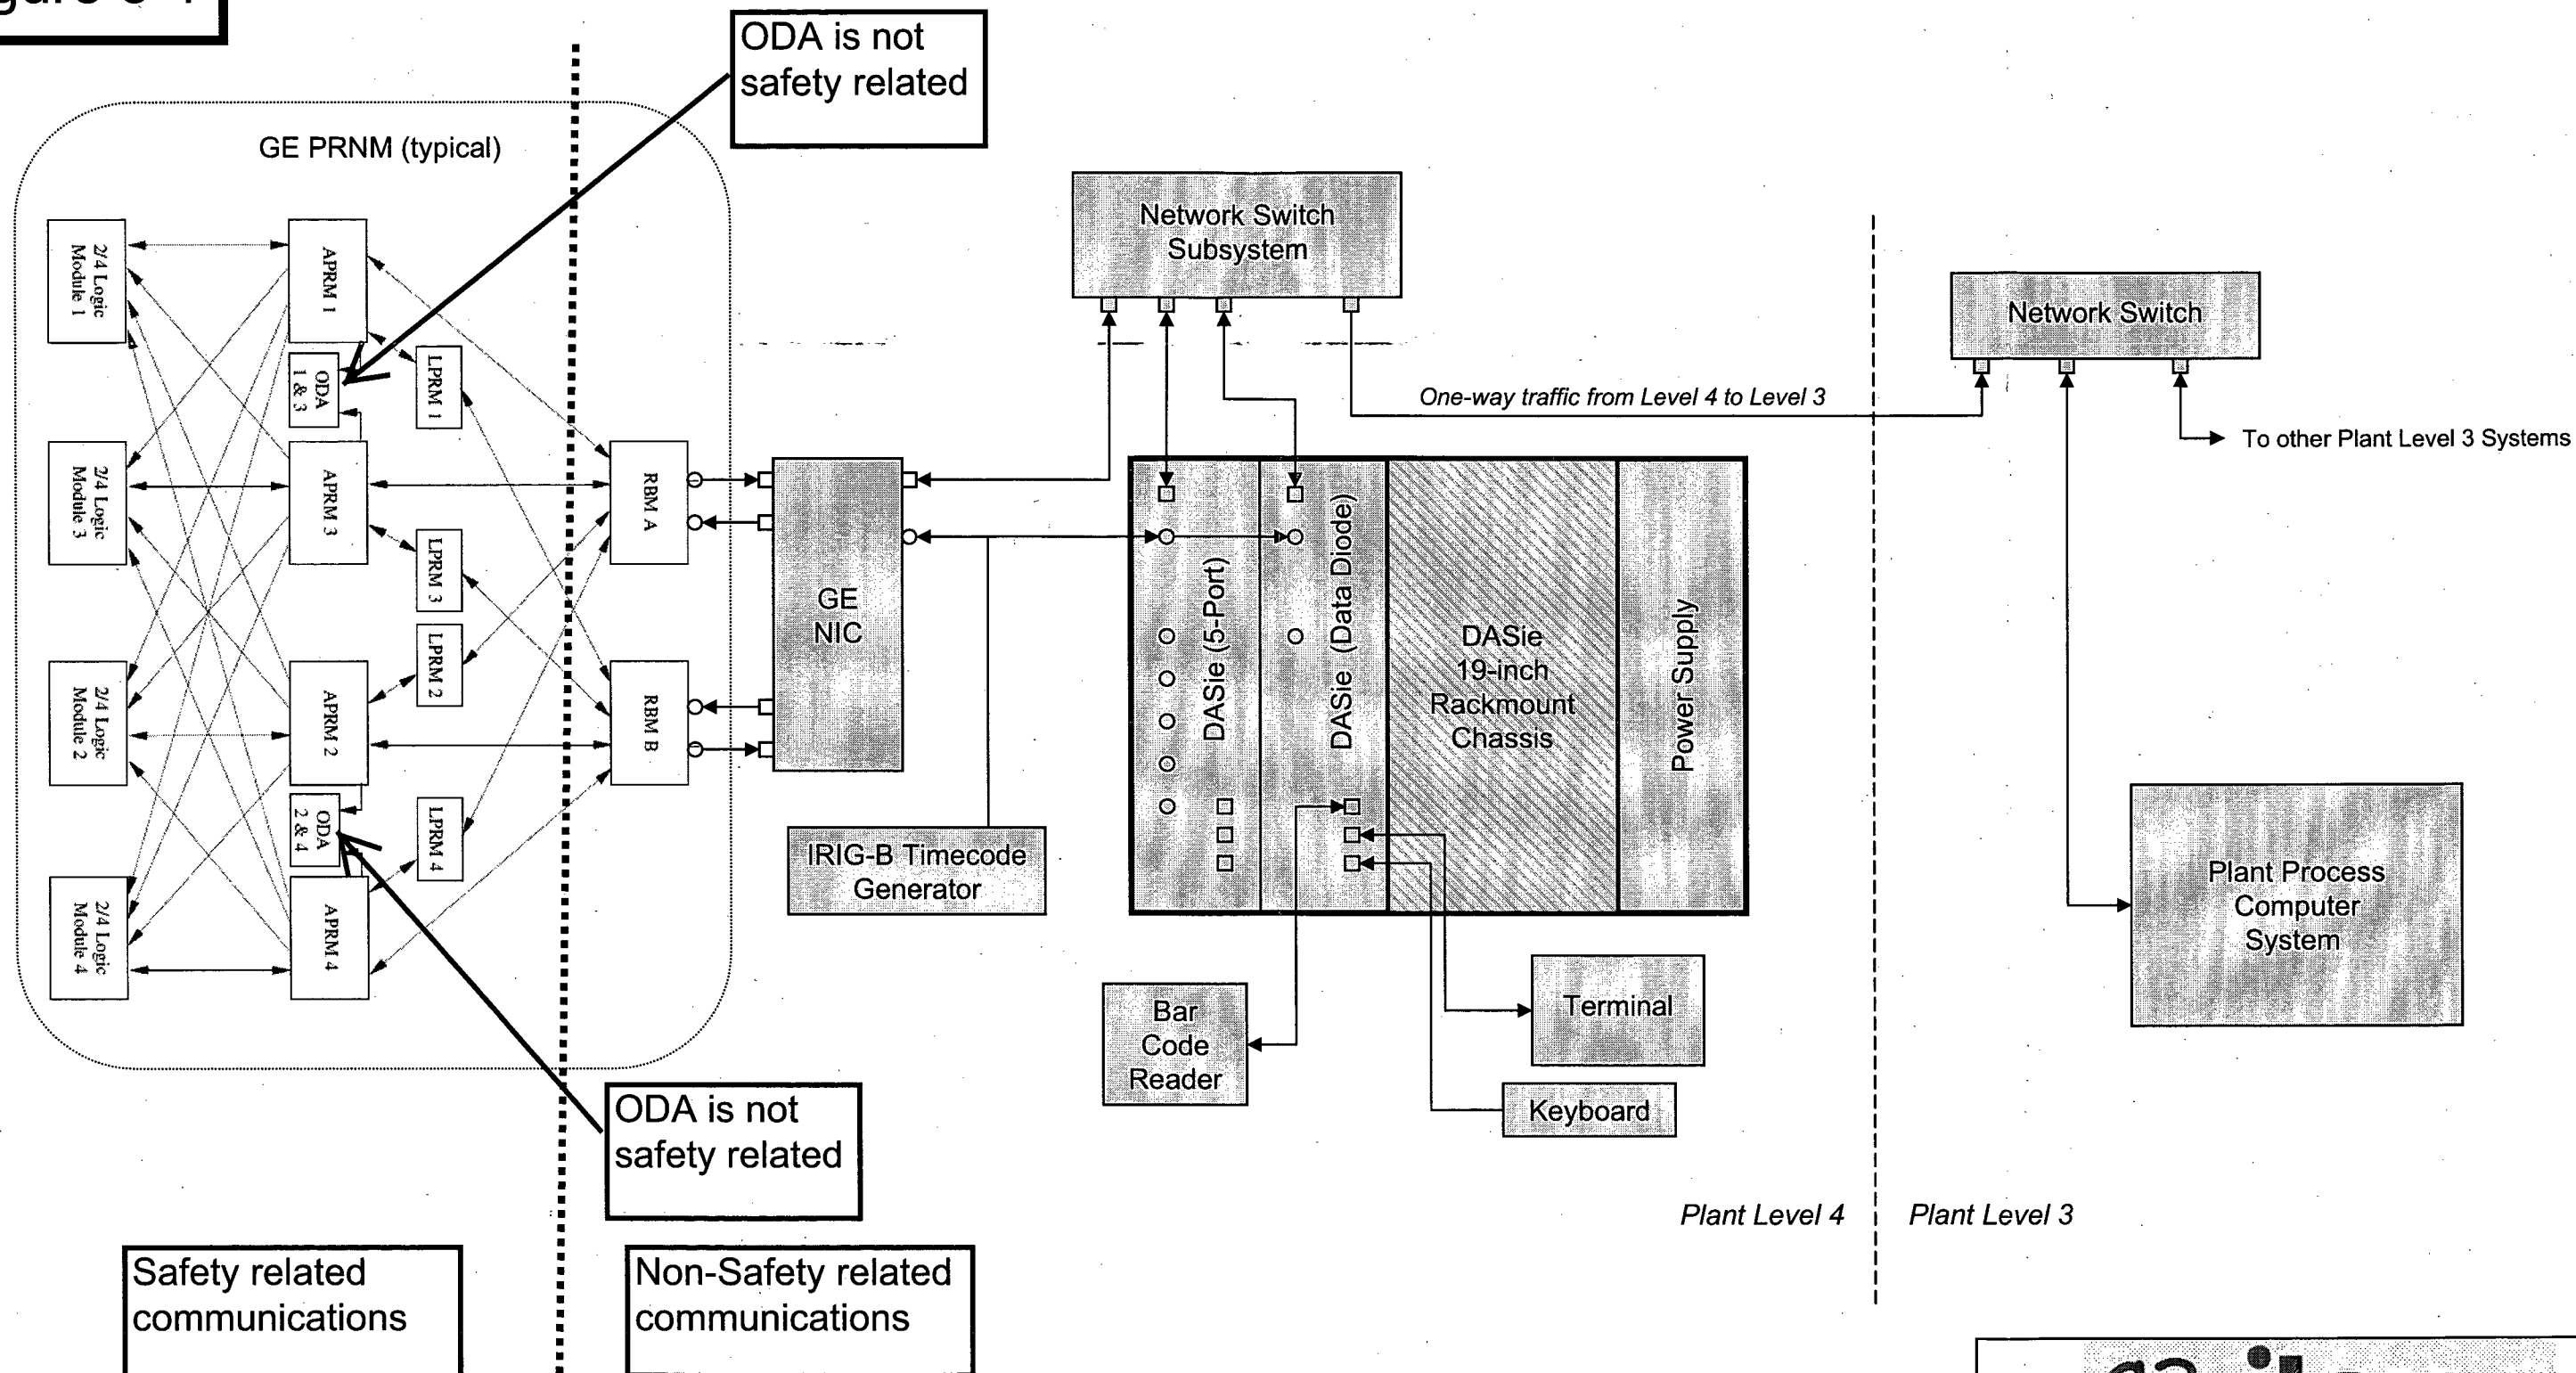 ODA is not
safety related
GE PRNM (typical)
2/4 Logic
Module 1
APRM 1
ODA
1 & 3
LPRM 1
2/4 Logic
Module 3
APRM 3
LPRM 3
RBM A
2/4 Logic
Module 2
APRM 2
LPRM 2
RBM B
ODA
2 & 4
LPRM 4
2/4 Logic
Module 4
APRM 4
GE
NIC
IRIG-B Timecode
Generator
Network Switch
Subsystem
One-way traffic from Level 4 to Level 3
DASie (5-Port)
DASie (Data Diode)
DASie
19-inch
Rackmount
Chassis
Power Supply
Bar
Code
Reader
Terminal
Keyboard
Network Switch
To other Plant Level 3 Systems
Plant Process
Computer
System
ODA is not
safety related
Plant Level 4
Plant Level 3
Safety related
communications
Non-Safety related
communications